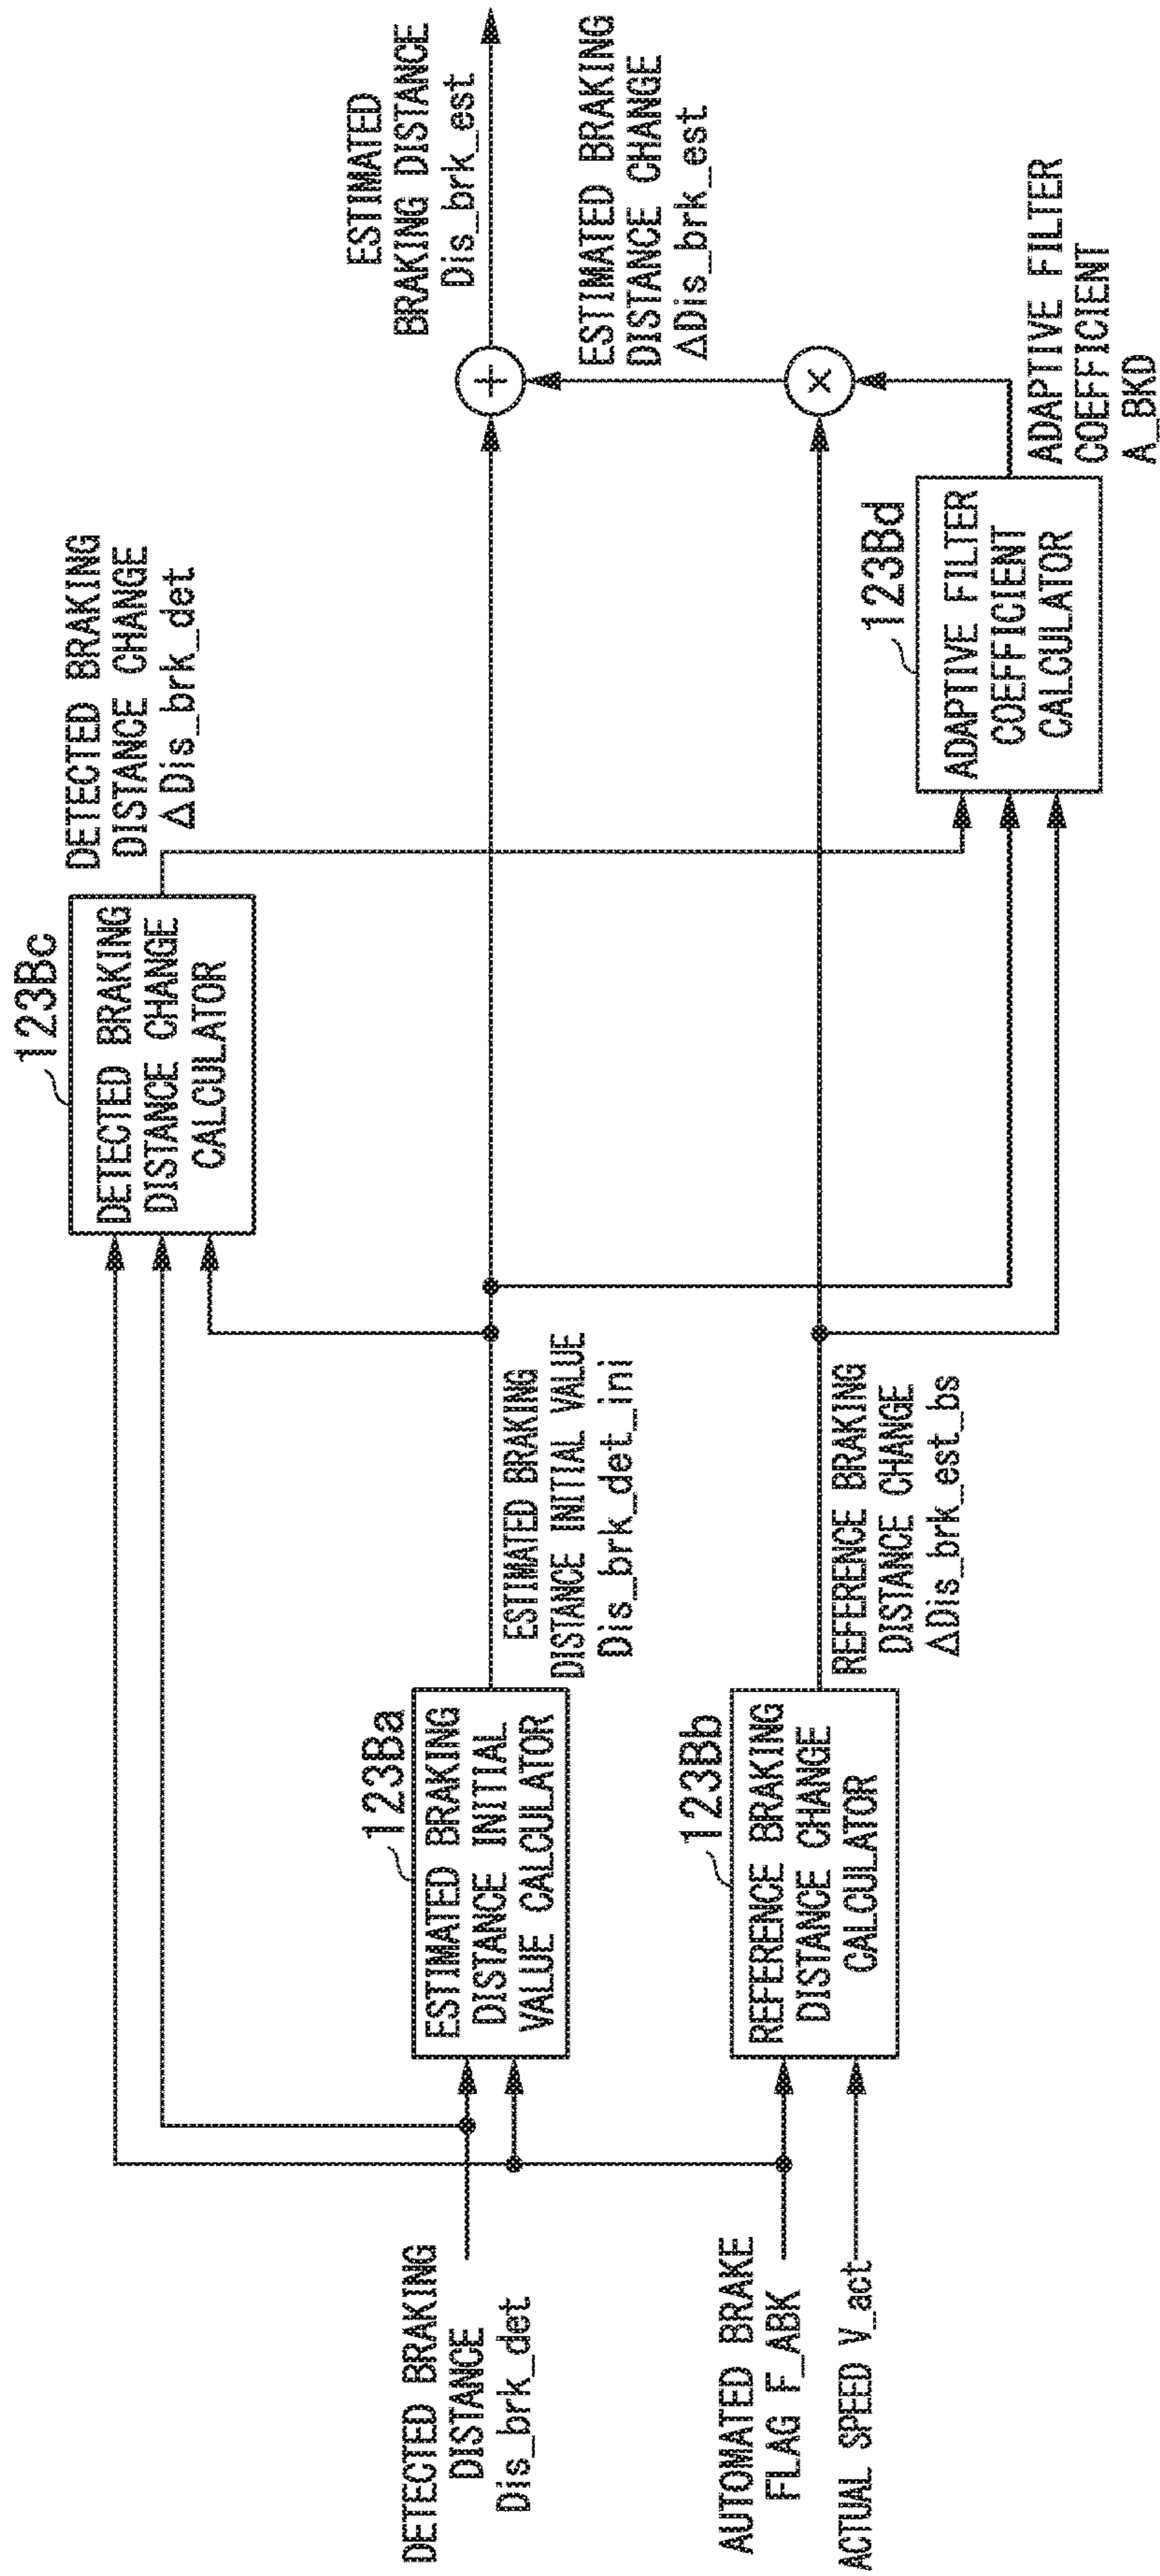 123Bc
DETECTED BRAKING
DISTANCE CHANGE
CALCULATOR
DETECTED BRAKING
DISTANCE CHANGE
ΔDis_brk_det
ESTIMATED
BRAKING DISTANCE
Dis_brk_est
DETECTED BRAKING
DISTANCE
Dis_brk_det
123Ba
ESTIMATED BRAKING
DISTANCE INITIAL
VALUE CALCULATOR
ESTIMATED BRAKING
DISTANCE INITIAL VALUE
Dis_brk_det_ini
+
ESTIMATED BRAKING
DISTANCE CHANGE
ΔDis_brk_est
AUTOMATED BRAKE
FLAG F_ABK
ACTUAL SPEED V_act
123Bb
REFERENCE BRAKING
DISTANCE CHANGE
CALCULATOR
REFERENCE BRAKING
DISTANCE CHANGE
ΔDis_brk_est_bs
×
123Bd
ADAPTIVE FILTER
COEFFICIENT
CALCULATOR
ADAPTIVE FILTER
COEFFICIENT
A_BKD